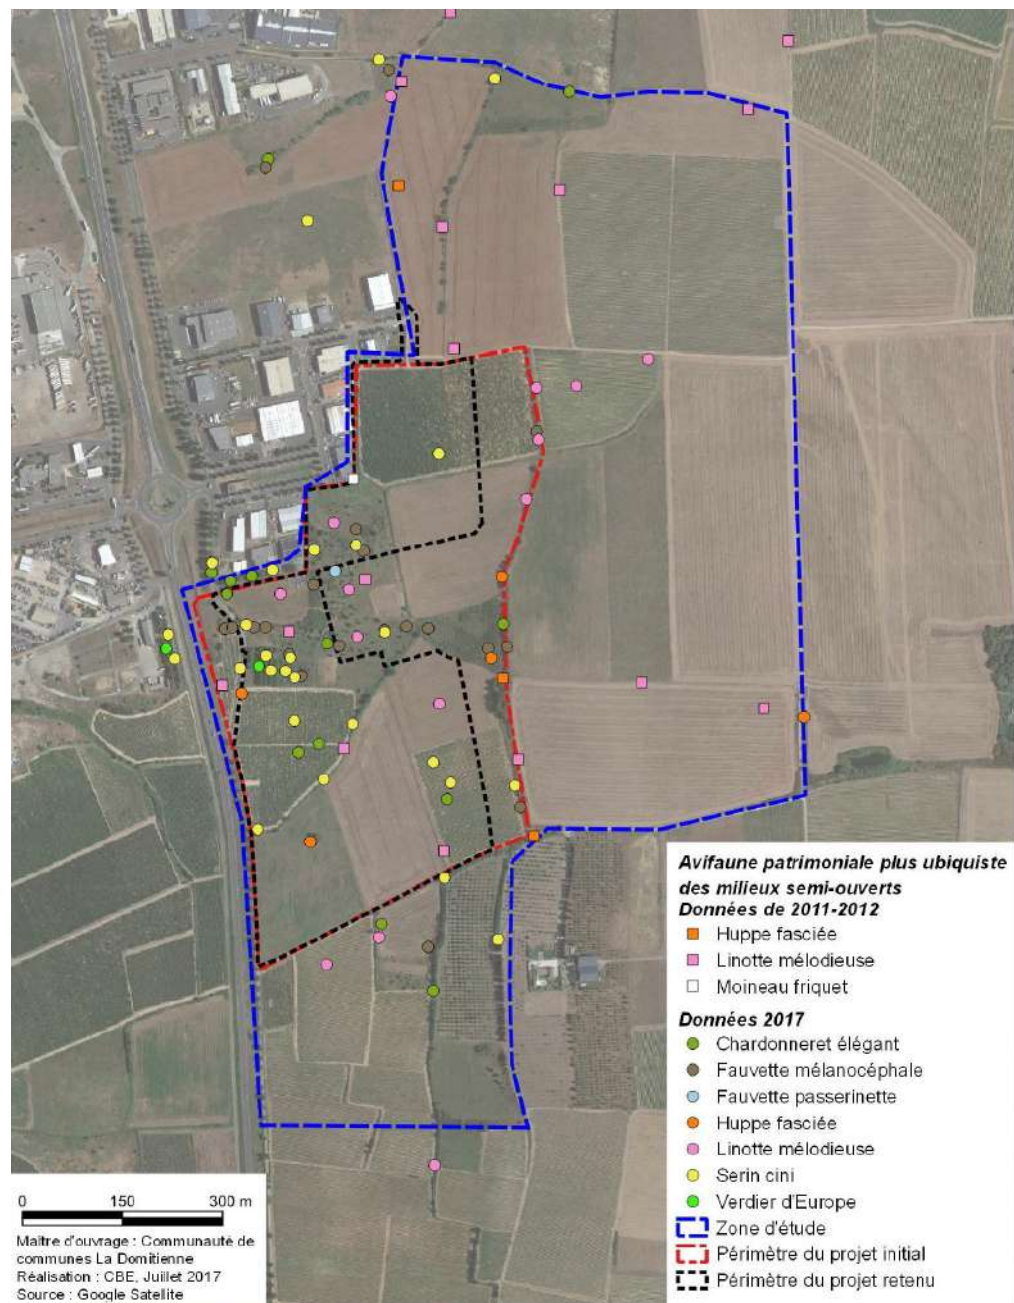 Avifaune patrimoniale plus ubiquiste
des milieux semi-ouverts
Données de 2011-2012
Huppe fasciée
Linotte mélodieuse
Moineau friquet
Données 2017
Chardonneret élégant
Fauvette mélanocéphale
Fauvette passerinette
Huppe fasciée
Linotte mélodieuse
Serin cini
Verdier d'Europe
Zone d'étude
Périmètre du projet initial
Périmètre du projet retenu
0 150 300 m
Maître d'ouvrage : Communauté de
communes La Domitienne
Réalisation : CBE, Juillet 2017
Source : Google Satellite